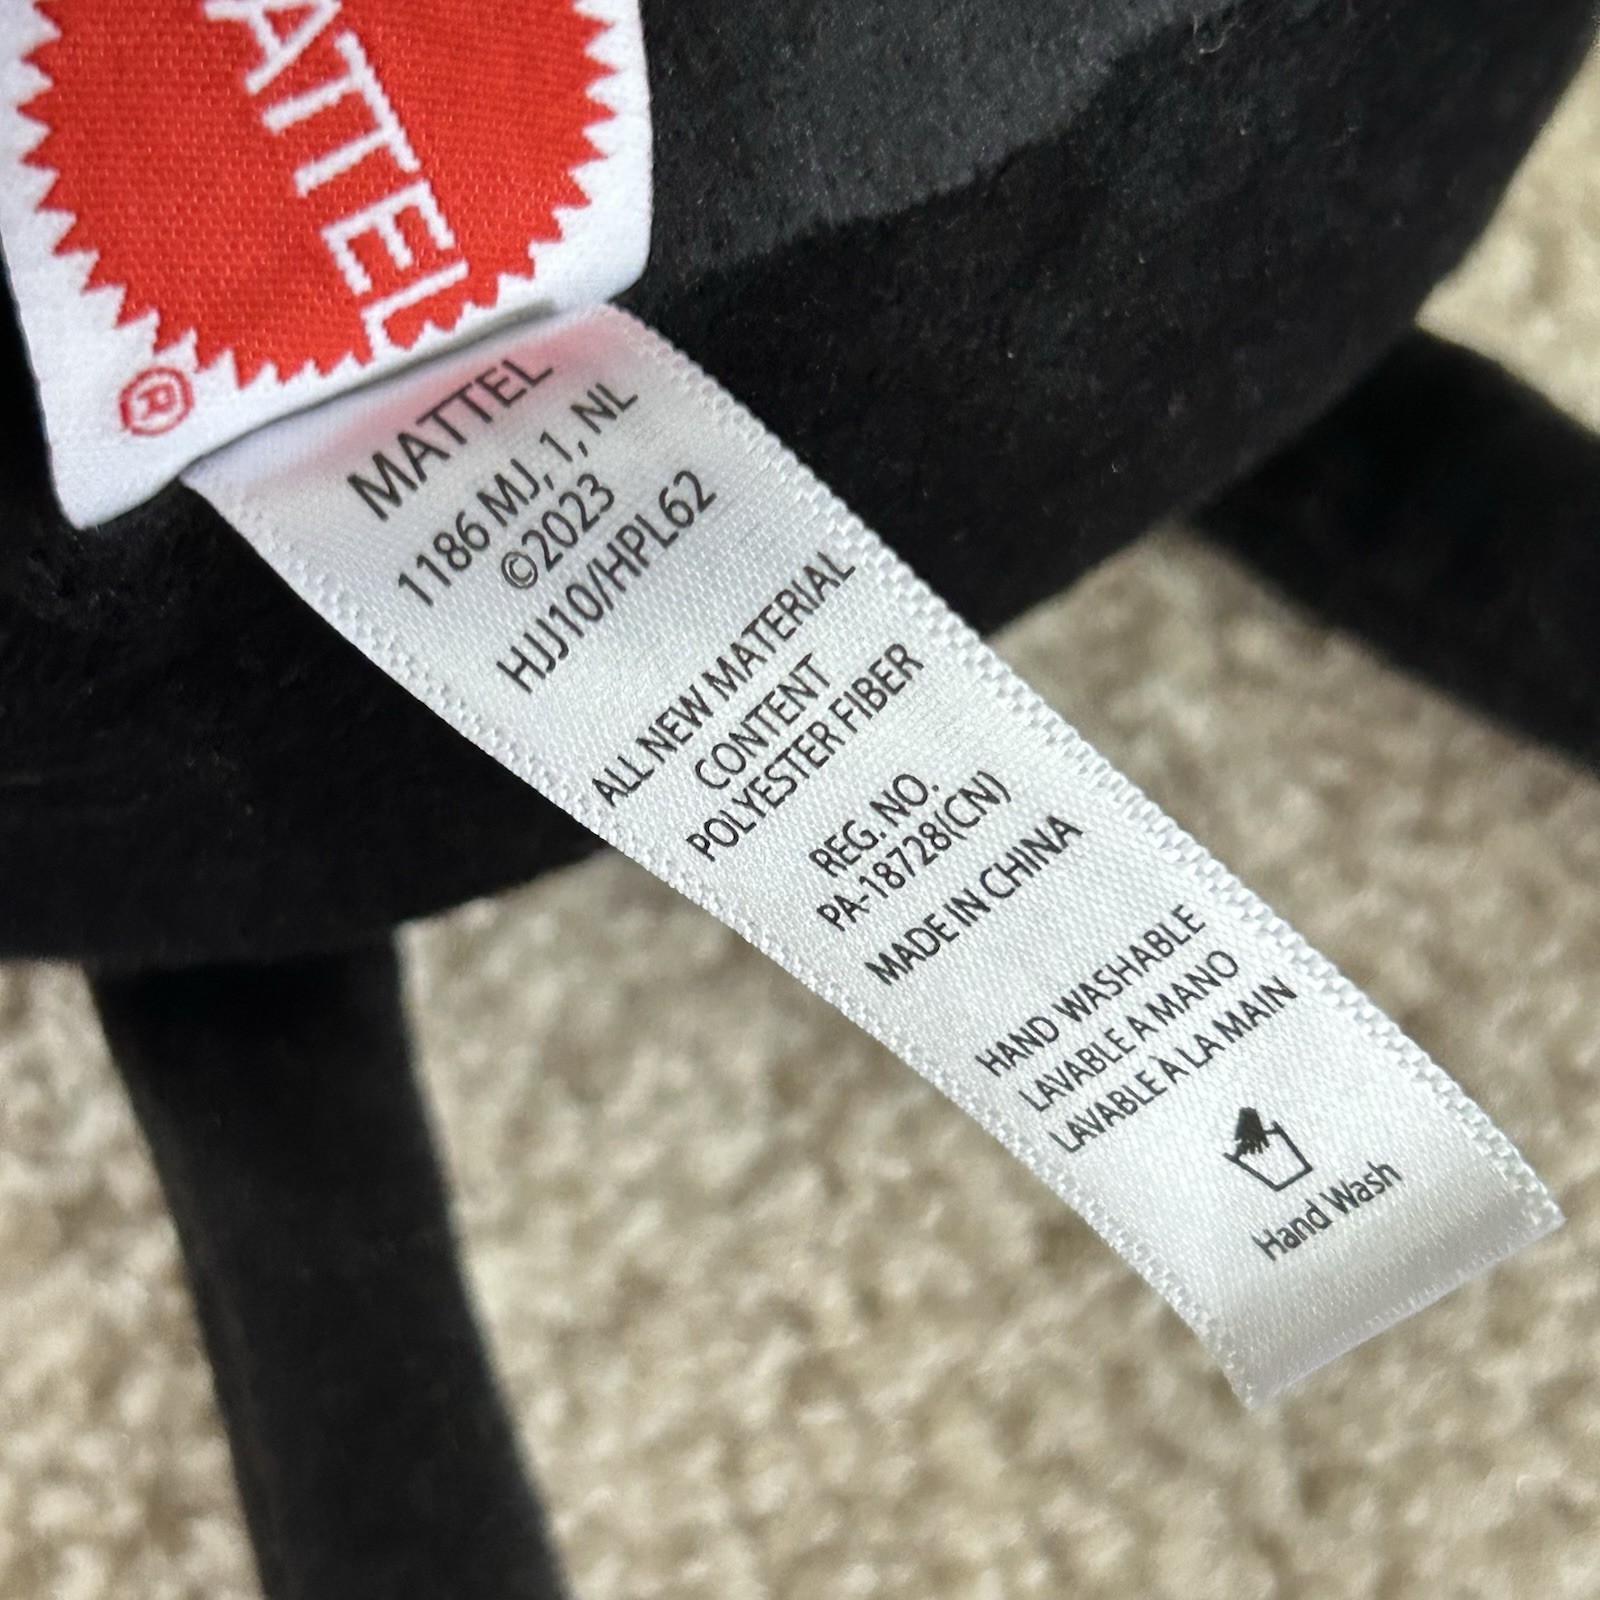 MATTEL
®
MATTEL
1186 MJ, 1, NL
©2023
HJJ10/HPL62
ALL NEW MATERIAL
CONTENT
POLYESTER FIBER
REG. NO.
PA-18728(CN)
MADE IN CHINA
HAND WASHABLE
LAVABLE A MANO
LAVABLE À LA MAIN
Hand Wash